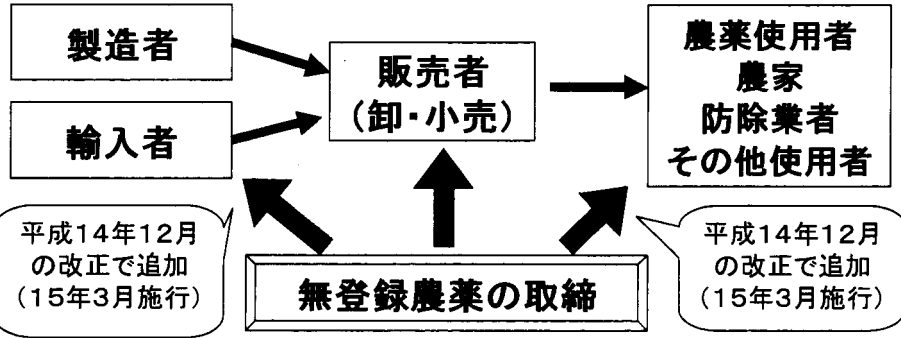 製造者
輸入者
販売者
(卸・小売)
農薬使用者
農家
防除業者
その他使用者
平成14年12月
の改正で追加
(15年3月施行)
無登録農薬の取締
平成14年12月
の改正で追加
(15年3月施行)